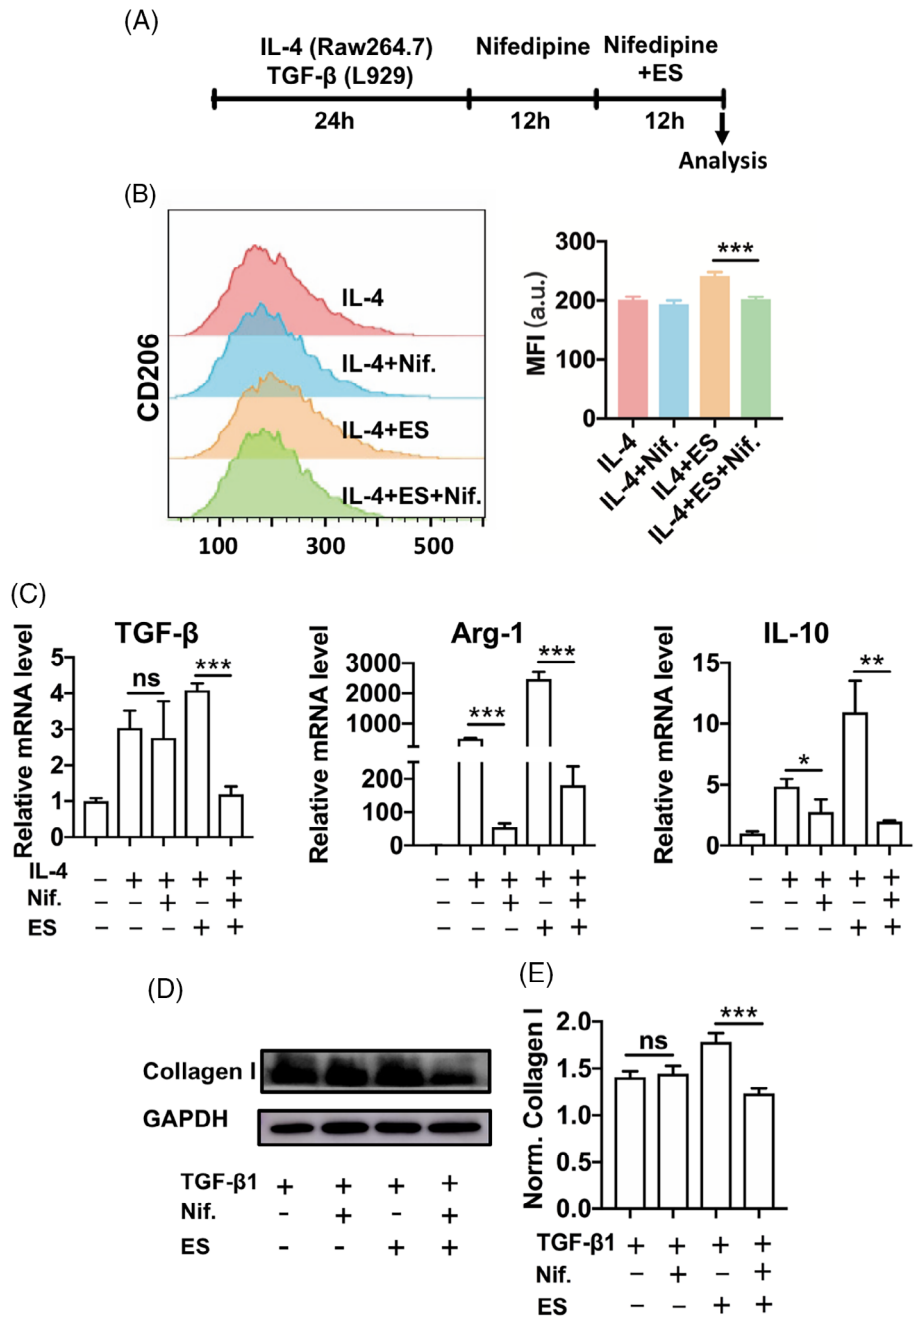 (A)
IL-4 (Raw264.7)
TGF-β (L929)
Nifedipine
Nifedipine
+ES
24h
12h
12h
Analysis
(B)
CD206
IL-4
IL-4+Nif.
IL-4+ES
IL-4+ES+Nif.
100 300 500
MFI (a.u.)
300
200
100
0
***
IL-4
IL-4+Nif.
IL4+ES
IL-4+ES+Nif.
(C)
TGF-β
Relative mRNA level
5
4
3
2
1
0
ns
***
Arg-1
Relative mRNA level
3000
2000
1000
200
100
0
***
***
IL-10
Relative mRNA level
15
10
5
0
*
**
IL-4 – + + + + – + + + + – + + + +
Nif. – – + – + – – + – + – – + – +
ES – – – + + – – – + + – – – + +
(D)
Collagen I
GAPDH
TGF-β1 + + + +
Nif. - + - +
ES - - + +
(E)
Norm. Collagen I
2.0
1.5
1.0
0.5
0.0
ns
***
TGF-β1 + + + +
Nif. – + – +
ES – – + +